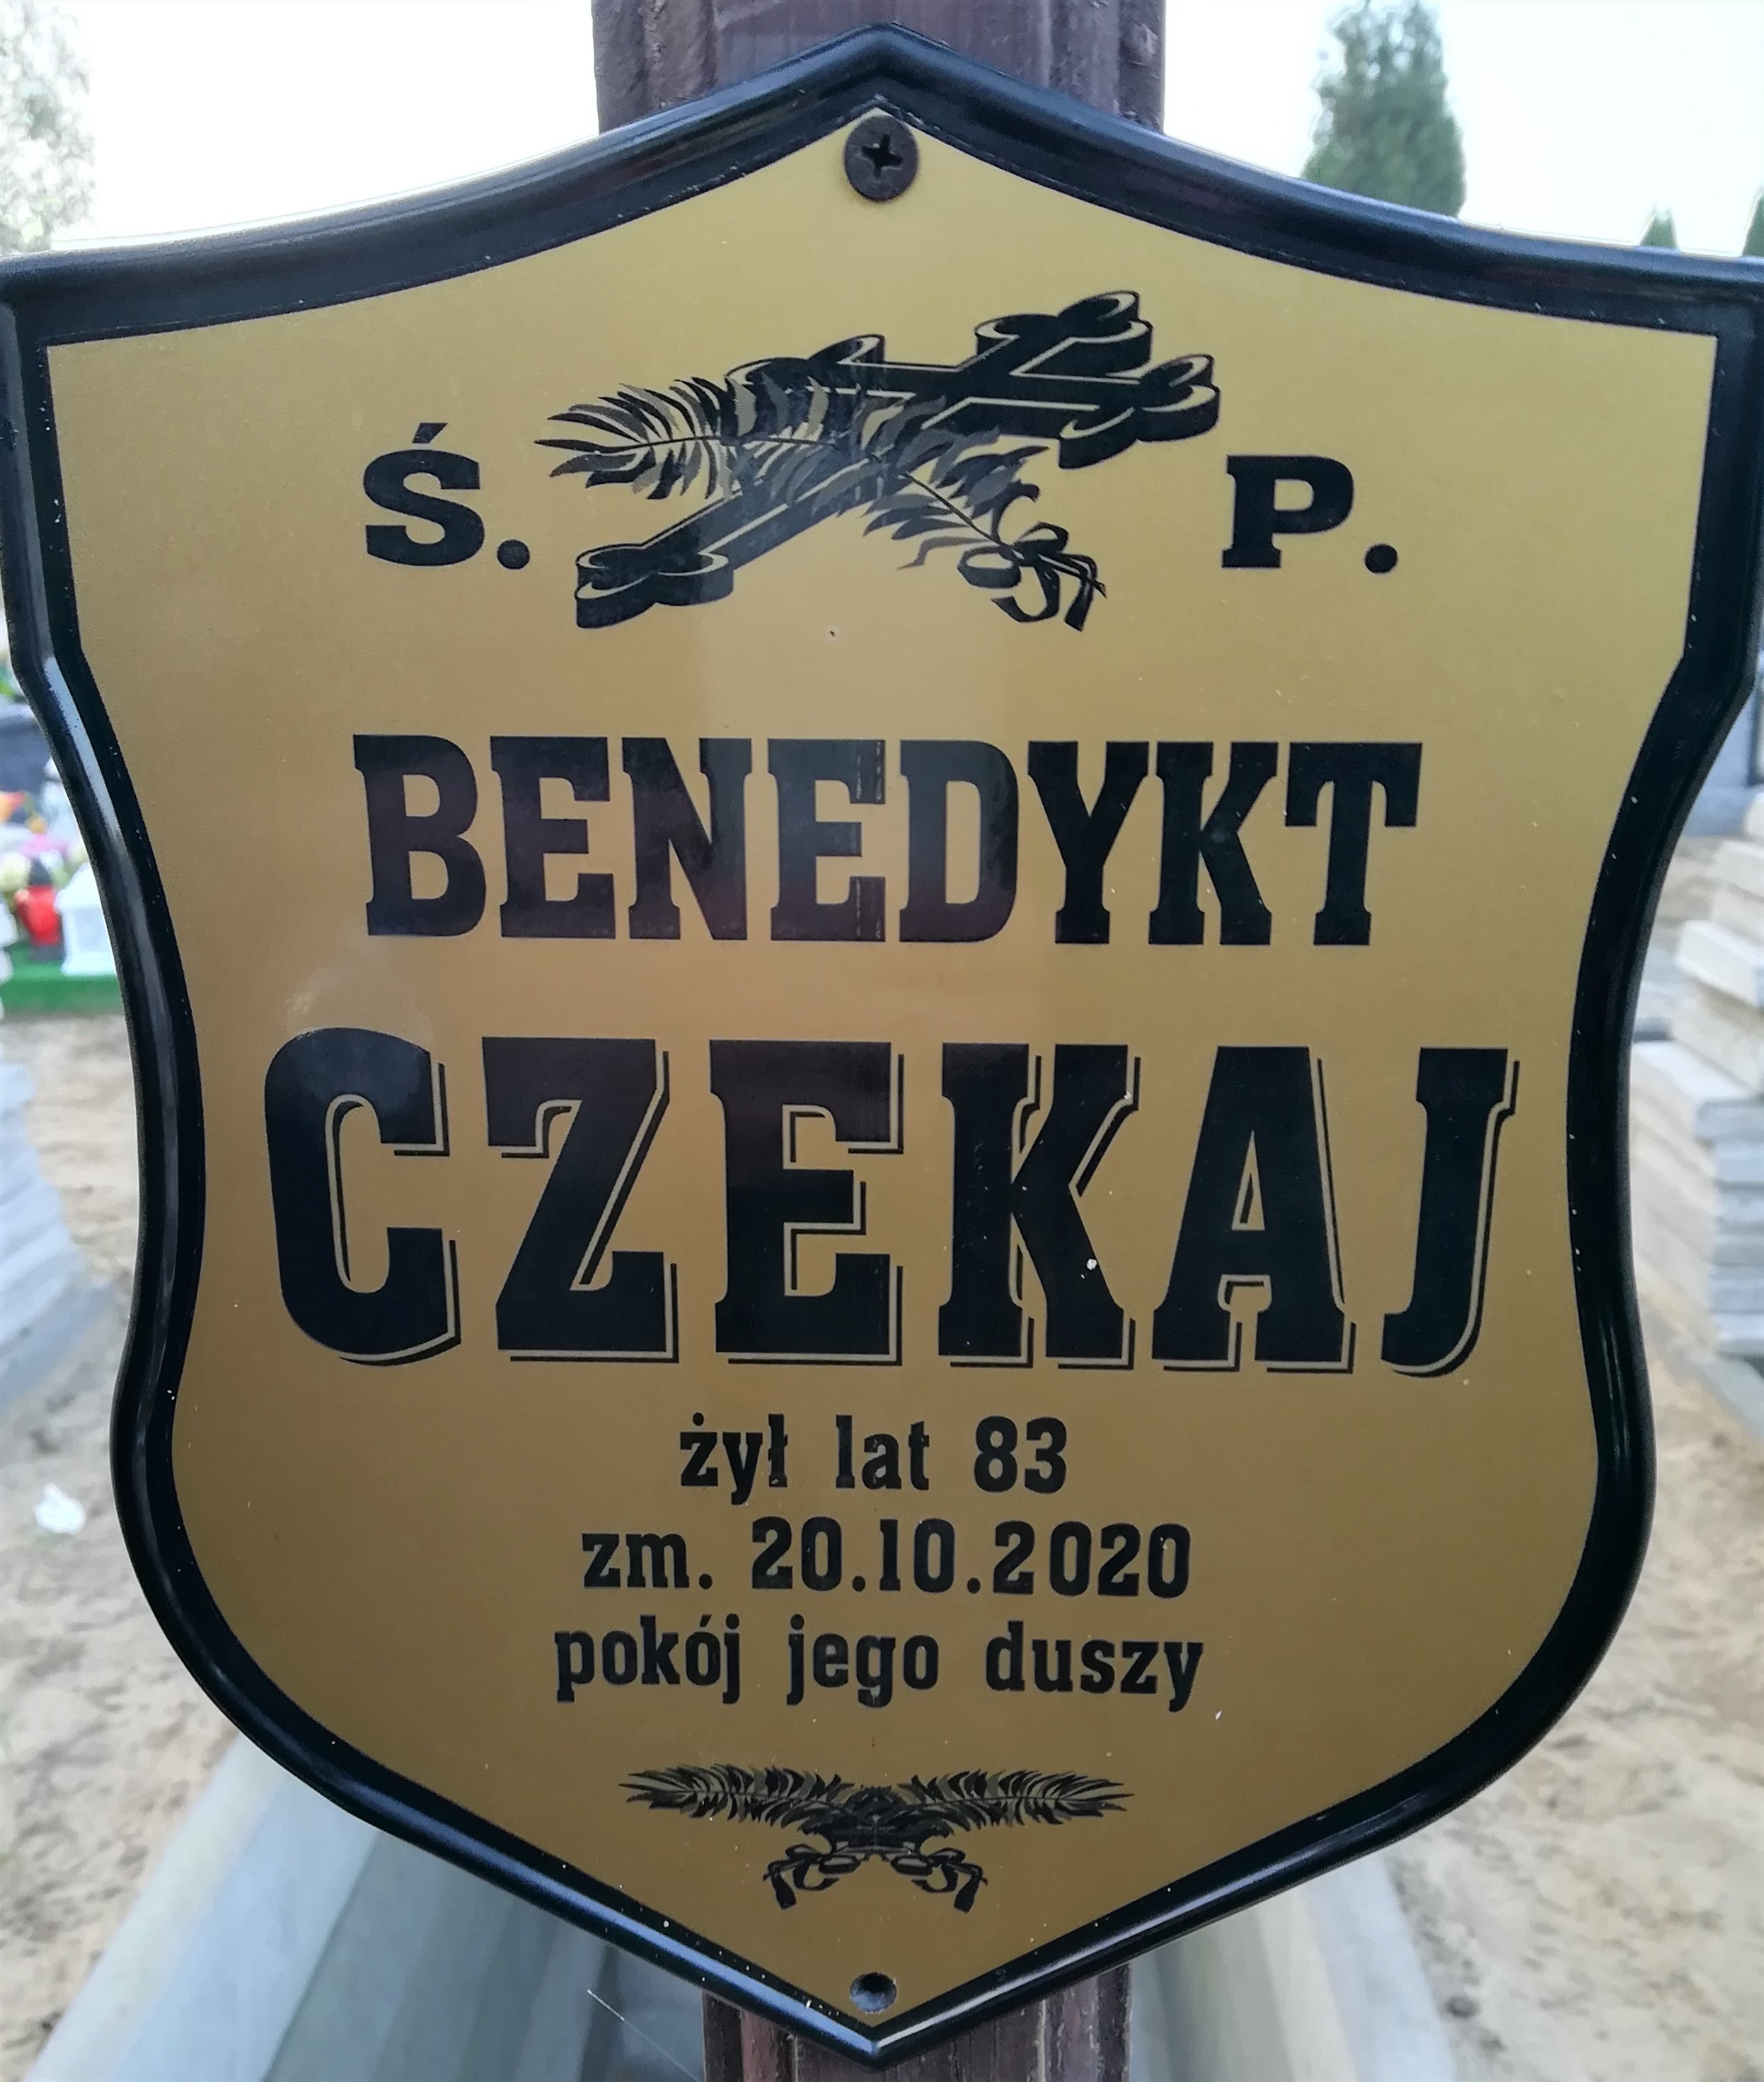 Ś. P.
BENEDYKT
CZEKAJ
żył lat 83
zm. 20.10.2020
pokój jego duszy